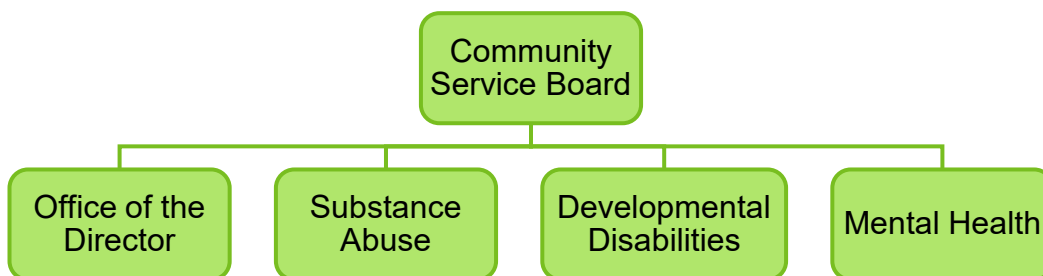 Community
Service Board
Office of the
Director
Substance
Abuse
Developmental
Disabilities
Mental Health